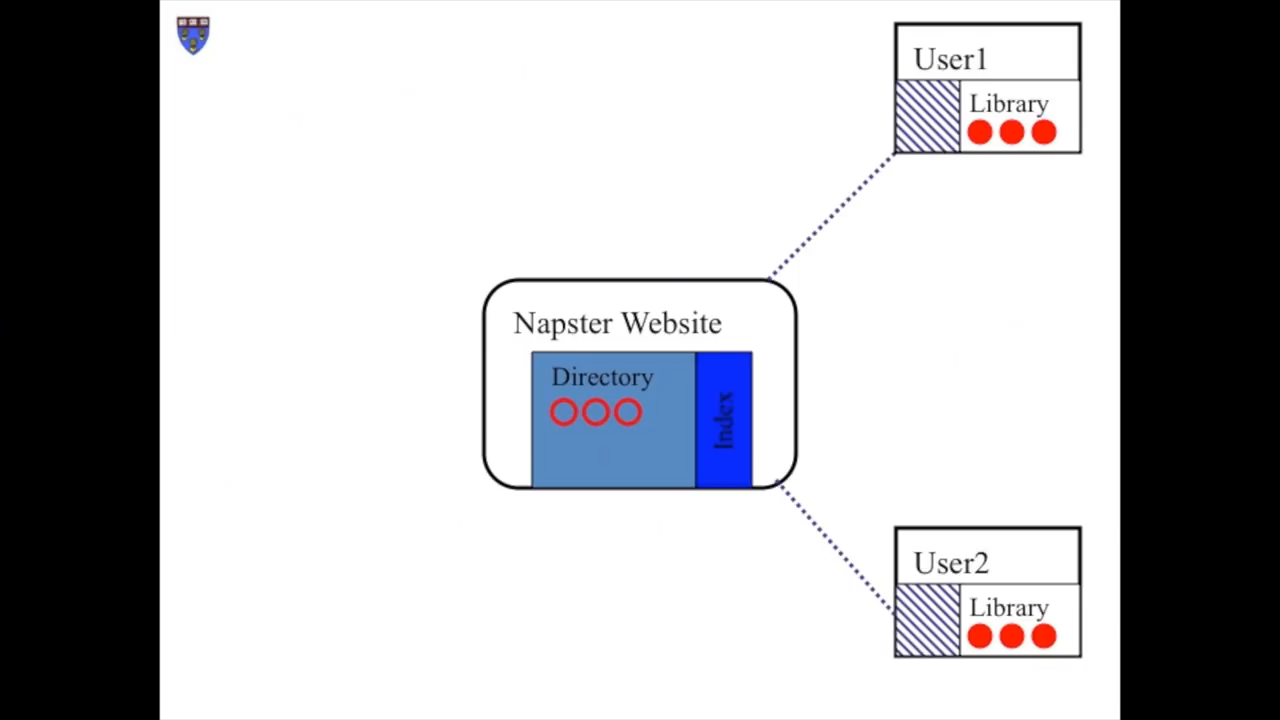 User1
Library
Napster Website
Directory
Index
User2
Library